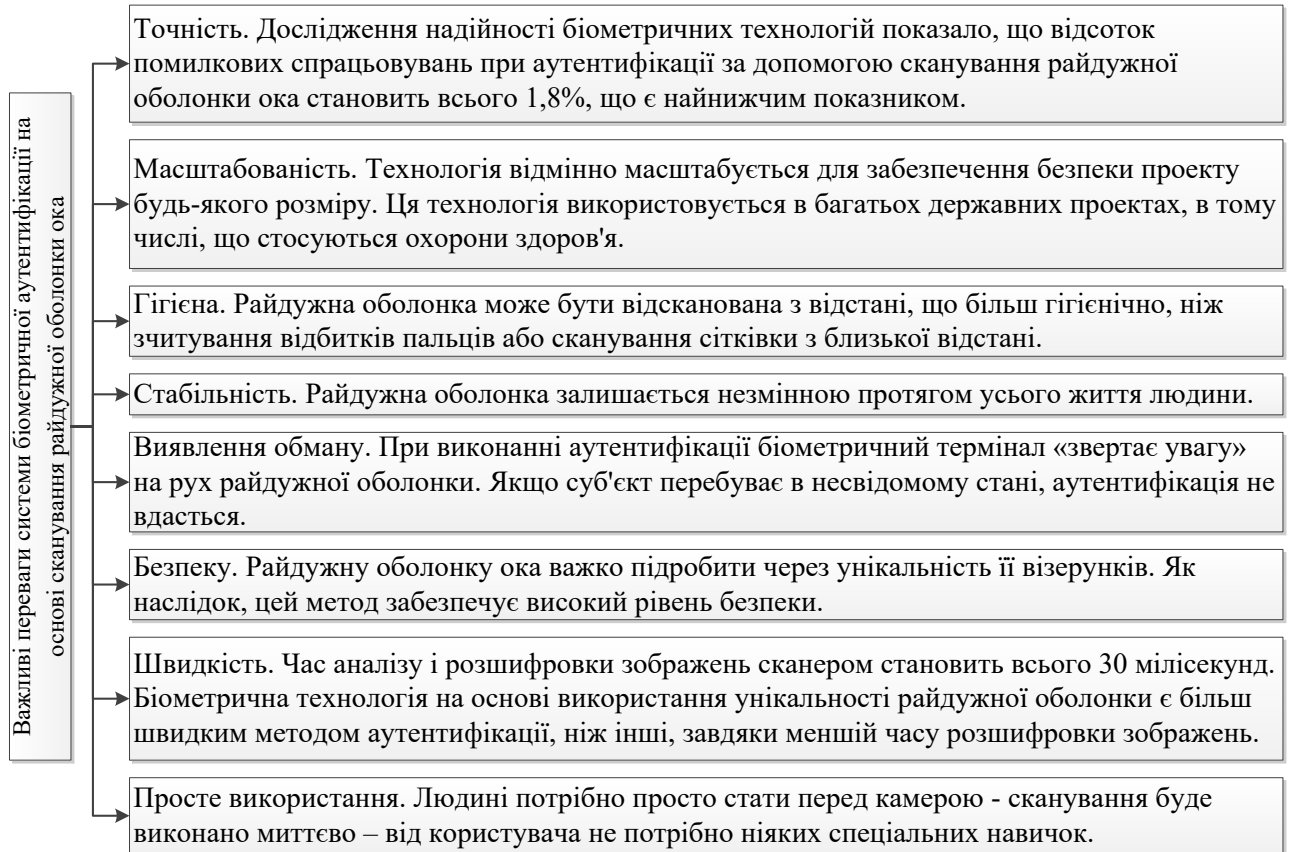 Важливі переваги системи біометричної аутентифікації на
основі сканування райдужної оболонки ока
Точність. Дослідження надійності біометричних технологій показало, що відсоток
помилкових спрацьовувань при аутентифікації за допомогою сканування райдужної
оболонки ока становить всього 1,8%, що є найнижчим показником.
Масштабованість. Технологія відмінно масштабується для забезпечення безпеки проекту
будь-якого розміру. Ця технологія використовується в багатьох державних проектах, в тому
числі, що стосуються охорони здоров'я.
Гігієна. Райдужна оболонка може бути відсканована з відстані, що більш гігієнічно, ніж
зчитування відбитків пальців або сканування сітківки з близької відстані.
Стабільність. Райдужна оболонка залишається незмінною протягом усього життя людини.
Виявлення обману. При виконанні аутентифікації біометричний термінал «звертає увагу»
на рух райдужної оболонки. Якщо суб'єкт перебуває в несвідомому стані, аутентифікація не
вдасться.
Безпеку. Райдужну оболонку ока важко підробити через унікальність її візерунків. Як
наслідок, цей метод забезпечує високий рівень безпеки.
Швидкість. Час аналізу і розшифровки зображень сканером становить всього 30 мілісекунд.
Біометрична технологія на основі використання унікальності райдужної оболонки є більш
швидким методом аутентифікації, ніж інші, завдяки меншій часу розшифровки зображень.
Просте використання. Людині потрібно просто стати перед камерою - сканування буде
виконано миттєво – від користувача не потрібно ніяких спеціальних навичок.